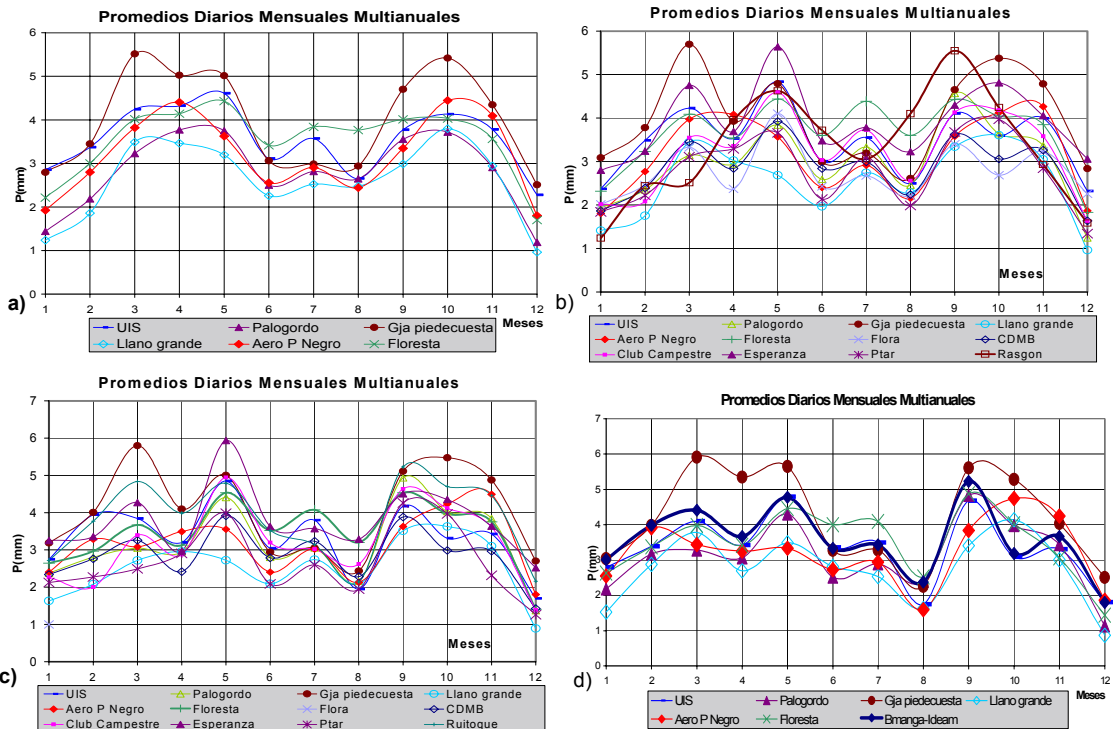 a)
Promedios Diarios Mensuales Multianuales
P(mm)
6
5
4
3
2
1
0
1 2 3 4 5 6 7 8 9 10 11 12
Meses
UIS Palogordo Gja piedecuesta
Llano grande Aero P Negro Floresta
b)
Promedios Diarios Mensuales Multianuales
P(mm)
6
5
4
3
2
1
0
Meses
1 2 3 4 5 6 7 8 9 10 11 12
UIS Palogordo Gja piedecuesta Llano grande
Aero P Negro Floresta Flora CDMB
Club Campestre Esperanza Ptar Rasgon
c)
Promedios Diarios Mensuales Multianuales
P(mm)
7
6
5
4
3
2
1
0
Meses
1 2 3 4 5 6 7 8 9 10 11 12
UIS Palogordo Gja piedecuesta Llano grande
Aero P Negro Floresta Flora CDMB
Club Campestre Esperanza Ptar Ruitoque
d)
Promedios Diarios Mensuales Multianuales
P(mm)
7
6
5
4
3
2
1
0
1 2 3 4 5 6 7 8 9 10 11 12
Meses
UIS Palogordo Gja piedecuesta Llano grande
Aero P Negro Floresta Bmanga-Ideam